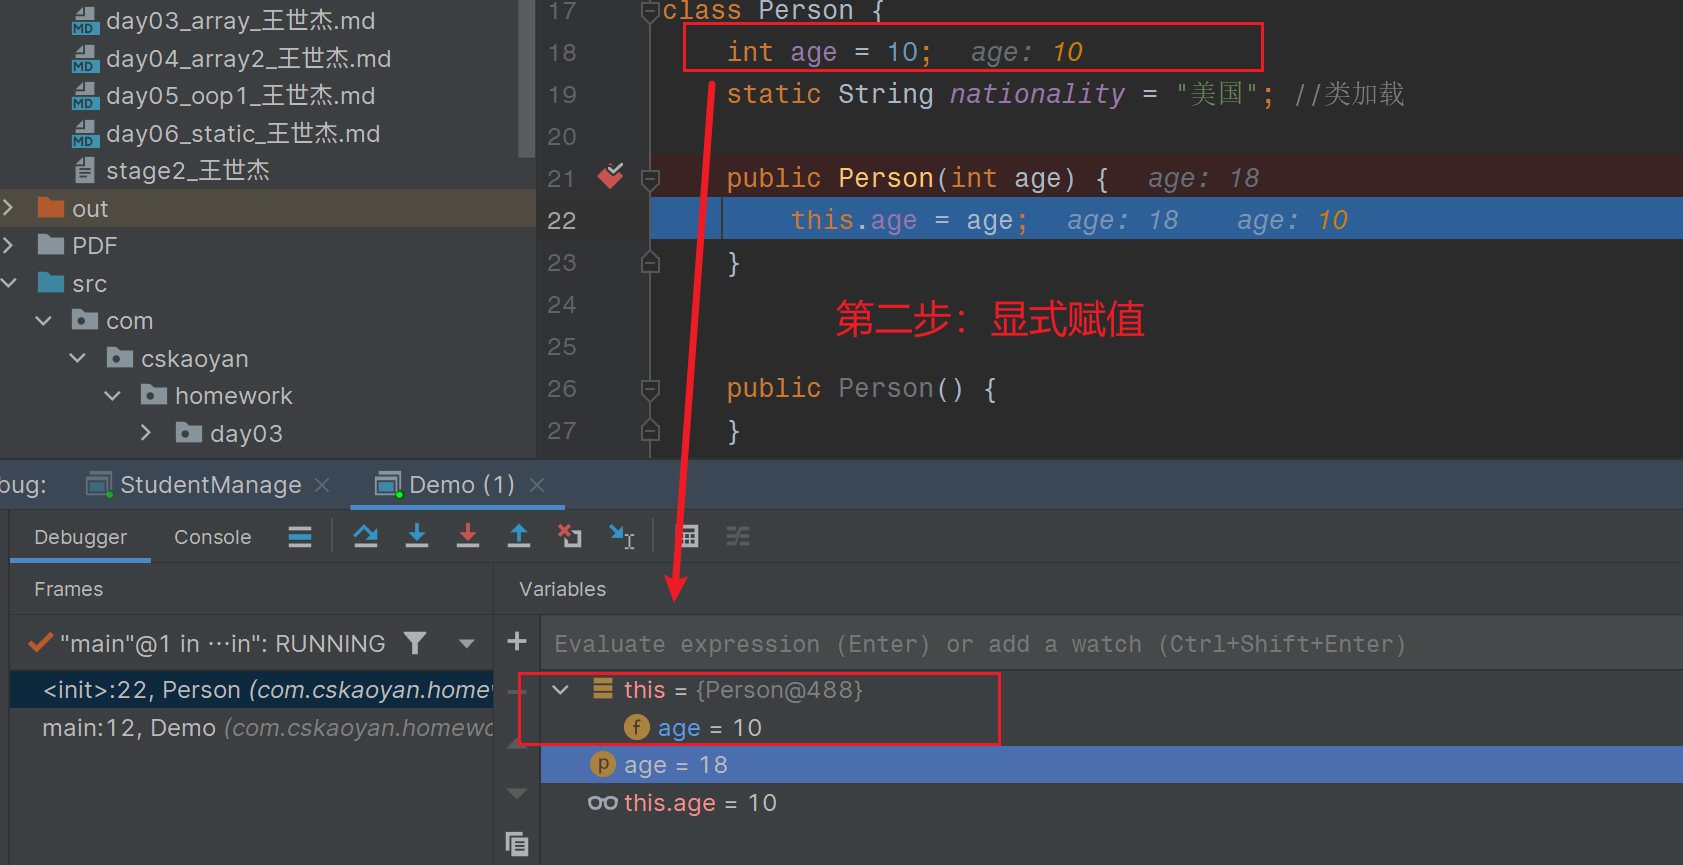 day03_array_王世杰.md
day04_array2_王世杰.md
day05_oop1_王世杰.md
day06_static_王世杰.md
stage2_王世杰
out
PDF
src
com
cskaoyan
homework
day03
17 class Person {
18 int age = 10; age: 10
19 static String nationality = "美国"; //类加载
20
21 public Person(int age) { age: 18
22 this.age = age; age: 18 age: 10
23 }
24
第二步：显式赋值
25
26 public Person() {
27 }
bug: StudentManage Demo (1)
Debugger Console
Frames Variables
"main"@1 in ···in": RUNNING
Evaluate expression (Enter) or add a watch (Ctrl+Shift+Enter)
<init>:22, Person (com.cskaoyan.homew
this = {Person@488}
main:12, Demo (com.cskaoyan.homewo
f age = 10
p age = 18
this.age = 10